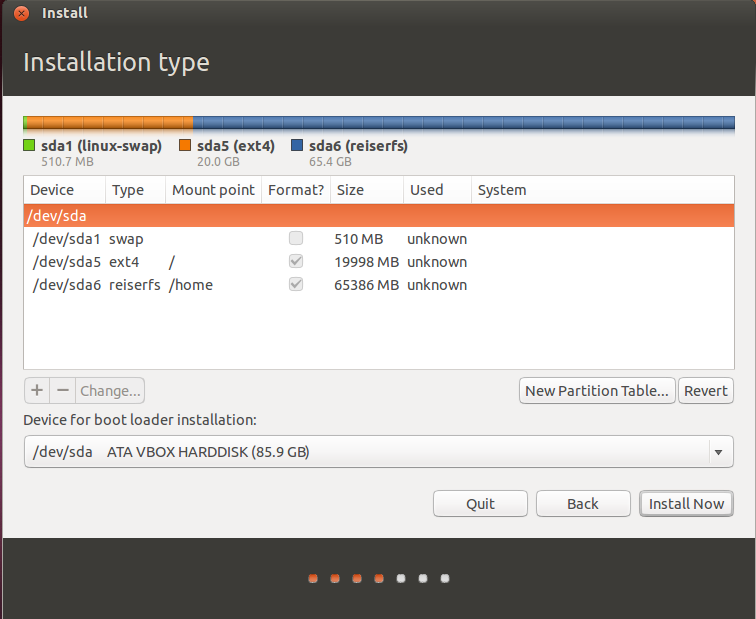 Install
Installation type
sda1 (linux-swap) sda5 (ext4) sda6 (reiserfs)
510.7 MB 20.0 GB 65.4 GB
Device Type Mount point Format? Size Used System
/dev/sda
/dev/sda1 swap 510 MB unknown
/dev/sda5 ext4 / 19998 MB unknown
/dev/sda6 reiserfs /home 65386 MB unknown
+ − Change... New Partition Table... Revert
Device for boot loader installation:
/dev/sda ATA VBOX HARDDISK (85.9 GB)
Quit Back Install Now